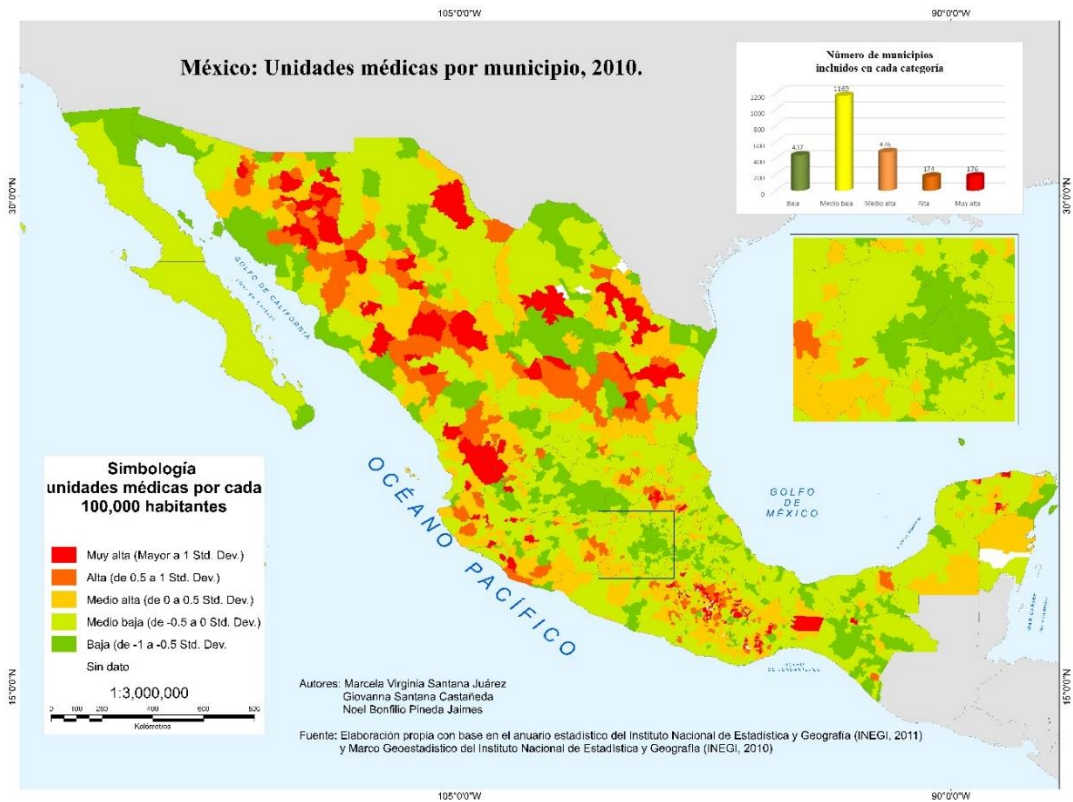 105°0'0"W
90°0'0"W
México: Unidades médicas por municipio, 2010.
Número de municipios
incluidos en cada categoría
1200
1000
800
600
400
200
0
437
1169
476
174
176
Baja
Medio baja
Medio alta
Alta
Muy alta
30°0'0"N
30°0'0"N
GOLFO DE CALIFORNIA
OCÉANO PACÍFICO
GOLFO
DE
MÉXICO
Simbología
unidades médicas por cada
100,000 habitantes
Muy alta (Mayor a 1 Std. Dev.)
Alta (de 0.5 a 1 Std. Dev.)
Medio alta (de 0 a 0.5 Std. Dev.)
Medio baja (de -0.5 a 0 Std. Dev.)
Baja (de -1 a -0.5 Std. Dev.
Sin dato
1:3,000,000
0
200
400
600
800
Kilómetros
15°0'0"N
15°0'0"N
Autores: Marcela Virginia Santana Juárez
Giovanna Santana Castañeda
Noel Bonfilio Pineda Jaimes
Fuente: Elaboración propia con base en el anuario estadístico del Instituto Nacional de Estadística y Geografía (INEGI, 2011)
y Marco Geoestadístico del Instituto Nacional de Estadística y Geografía (INEGI, 2010)
105°0'0"W
90°0'0"W